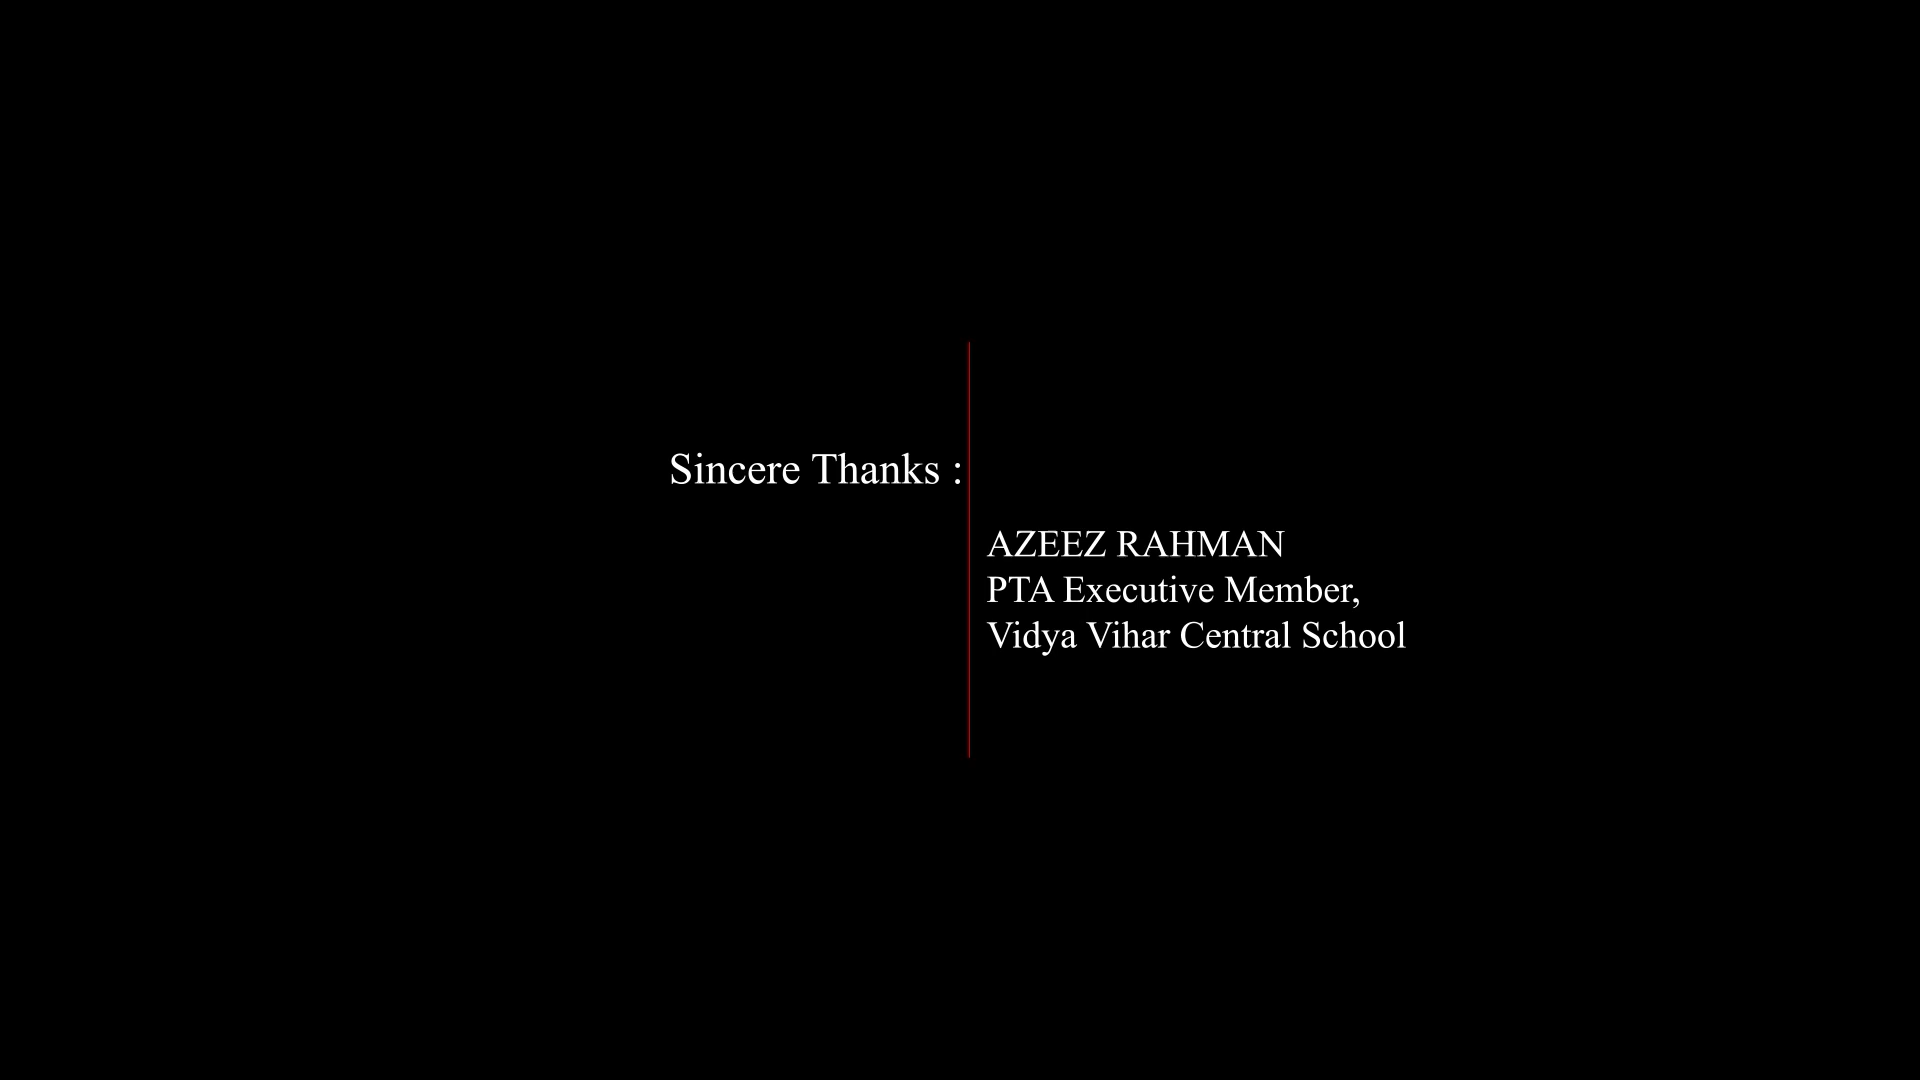 Sincere Thanks :
AZEEZ RAHMAN
PTA Executive Member,
Vidya Vihar Central School